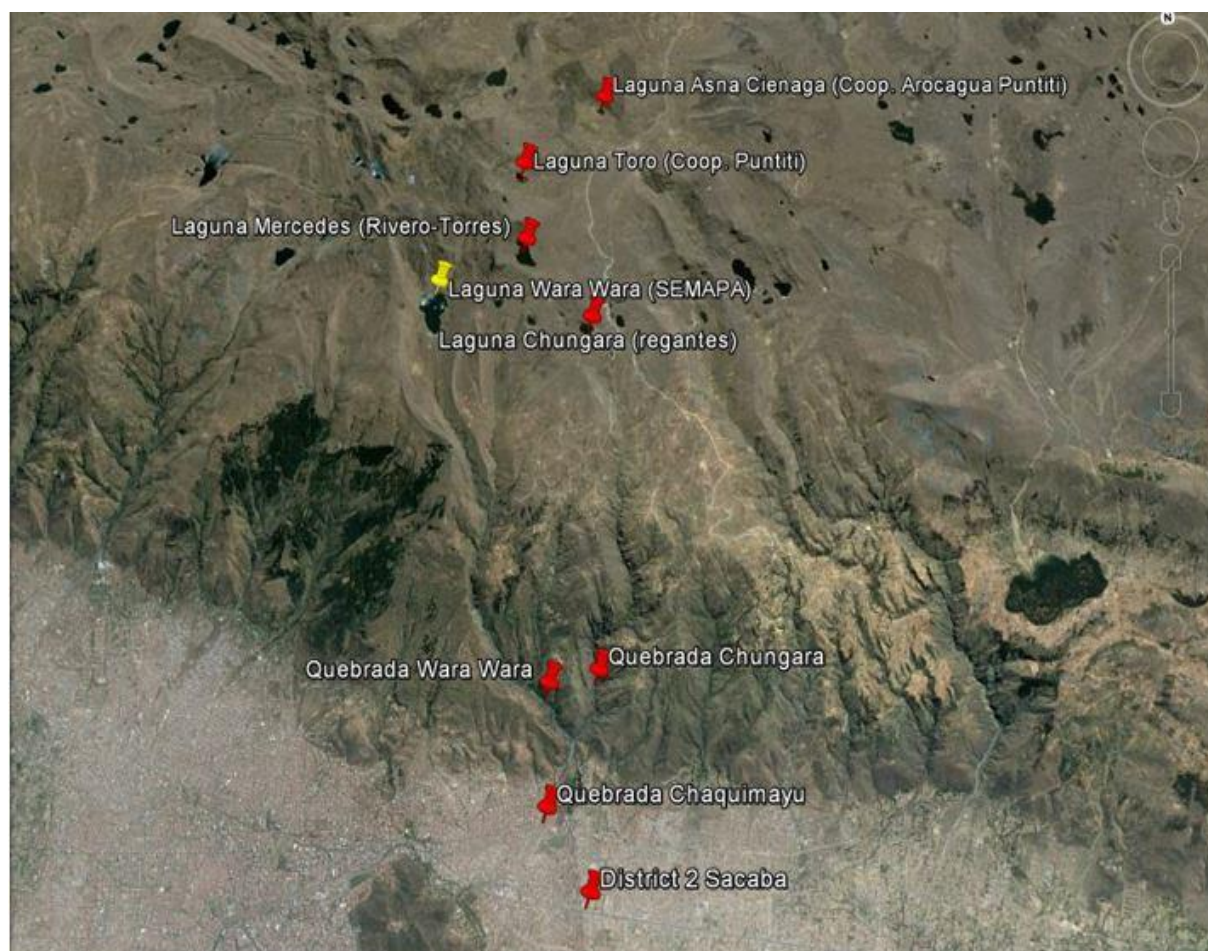 N
Laguna Asna Cienaga (Coop. Arocagua Puntiti)
Laguna Toro (Coop. Puntiti)
Laguna Mercedes (Rivero-Torres)
Laguna Wara Wara (SEMAPA)
Laguna Chungara (regantes)
Quebrada Chungara
Quebrada Wara Wara
Quebrada Chaquimayu
District 2 Sacaba